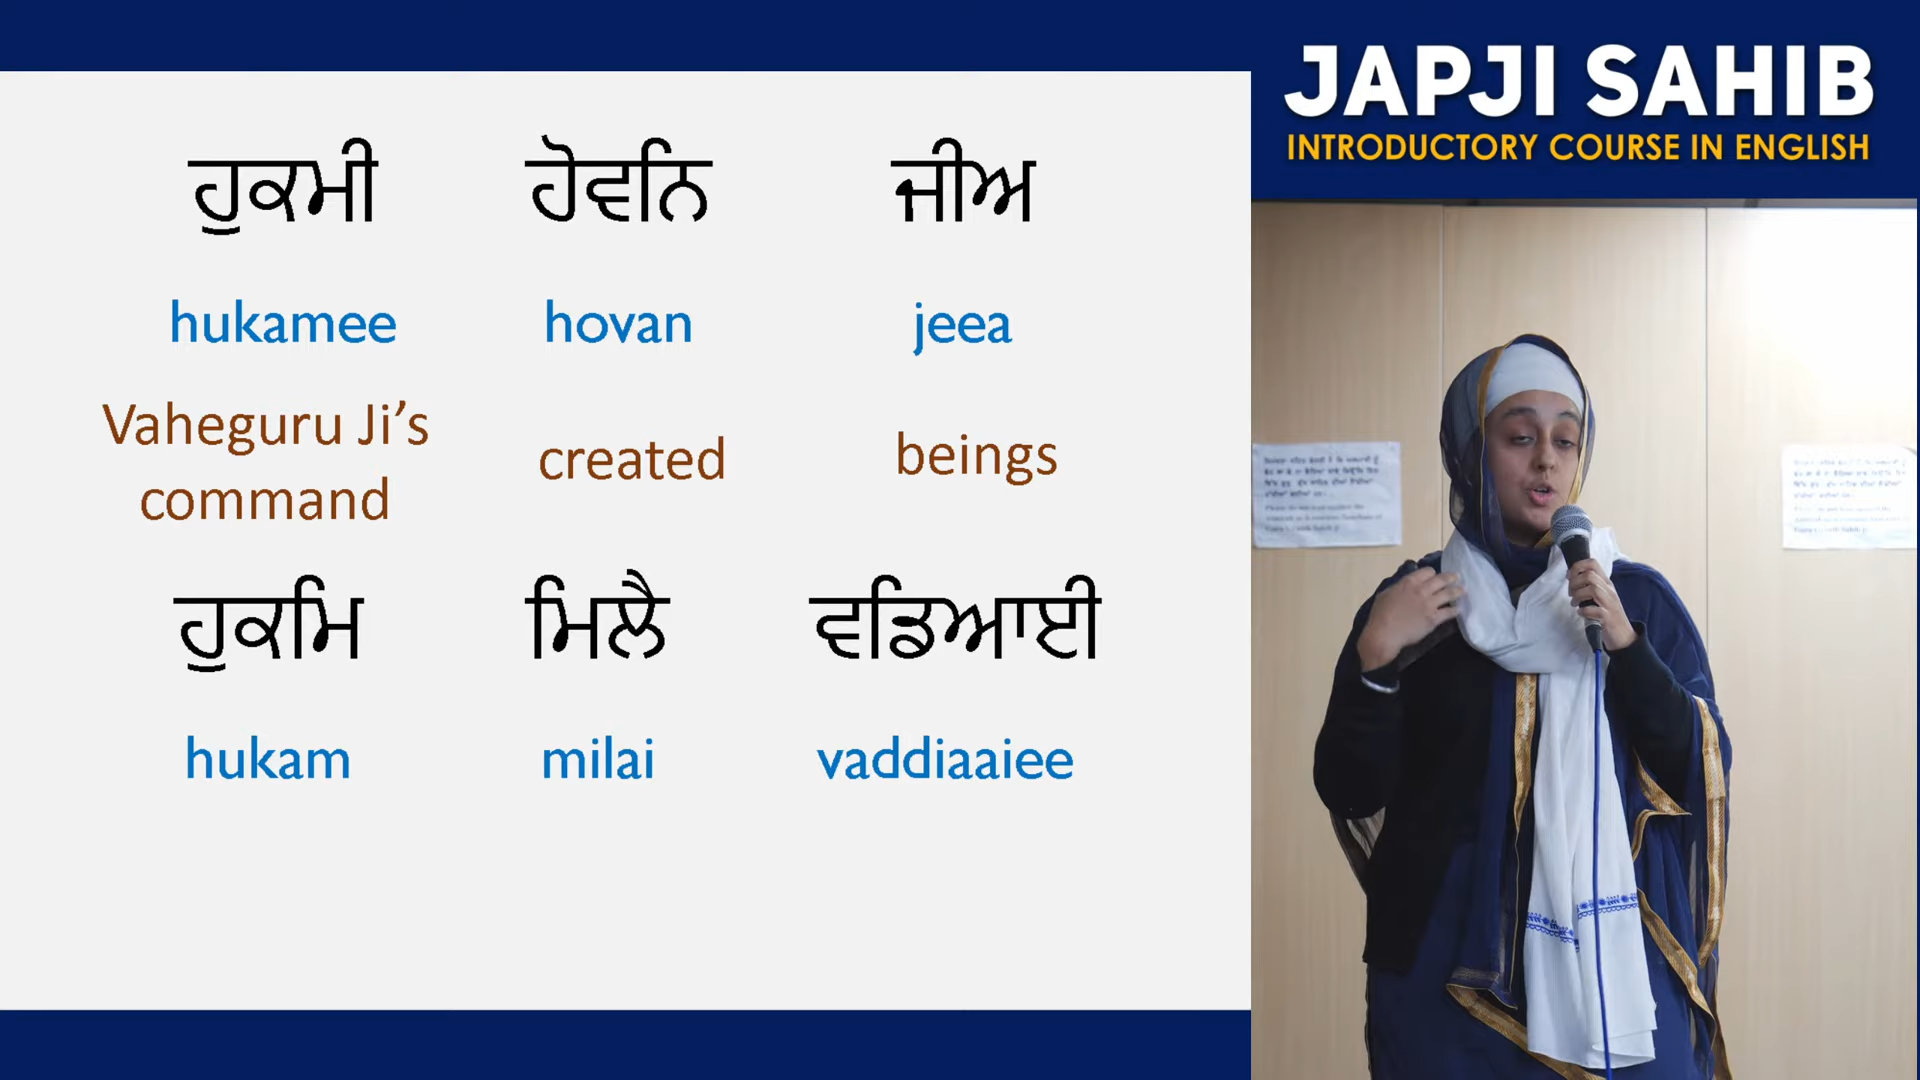 JAPJI SAHIB
INTRODUCTORY COURSE IN ENGLISH
ਹੁਕਮੀ ਹੋਵਨਿ ਜੀਅ
hukamee hovan jeea
Vaheguru Ji’s command created beings
ਹੁਕਮਿ ਮਿਲੈ ਵਡਿਆਈ
hukam milai vaddiaaiee